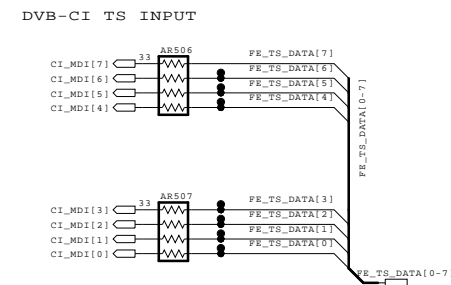 DVB-CI TS INPUT
AR506
33
CI_MDI[7]
FE_TS_DATA[7]
CI_MDI[6]
FE_TS_DATA[6]
CI_MDI[5]
FE_TS_DATA[5]
CI_MDI[4]
FE_TS_DATA[4]
FE_TS_DATA[0-7]
AR507
33
CI_MDI[3]
FE_TS_DATA[3]
CI_MDI[2]
FE_TS_DATA[2]
CI_MDI[1]
FE_TS_DATA[1]
CI_MDI[0]
FE_TS_DATA[0]
FE_TS_DATA[0-7]